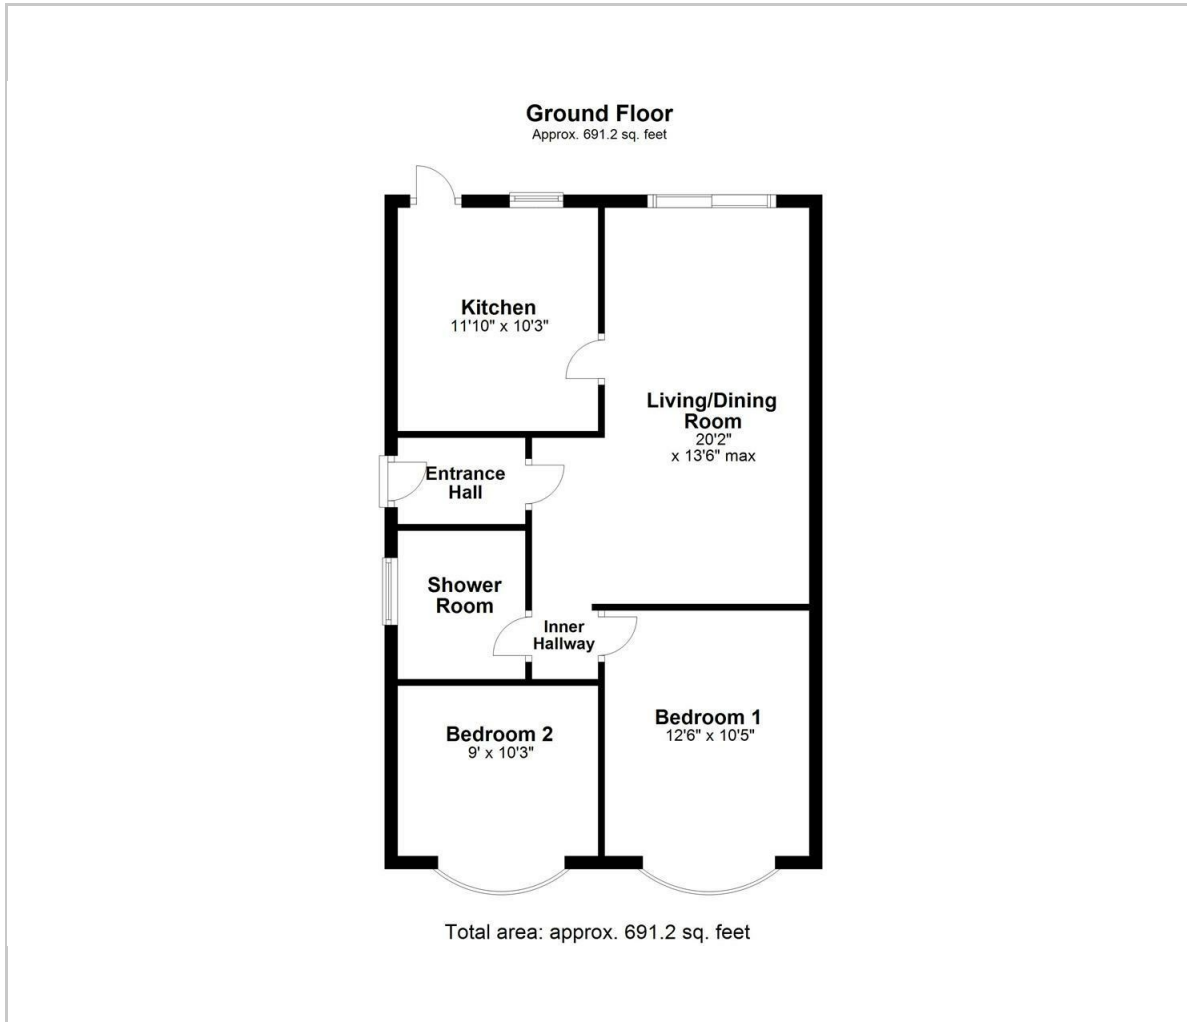 Ground Floor
Approx. 691.2 sq. feet
Kitchen
11'10" x 10'3"
Living/Dining
Room
20'2"
x 13'6" max
Entrance
Hall
Shower
Room
Inner
Hallway
Bedroom 1
12'6" x 10'5"
Bedroom 2
9' x 10'3"
Total area: approx. 691.2 sq. feet